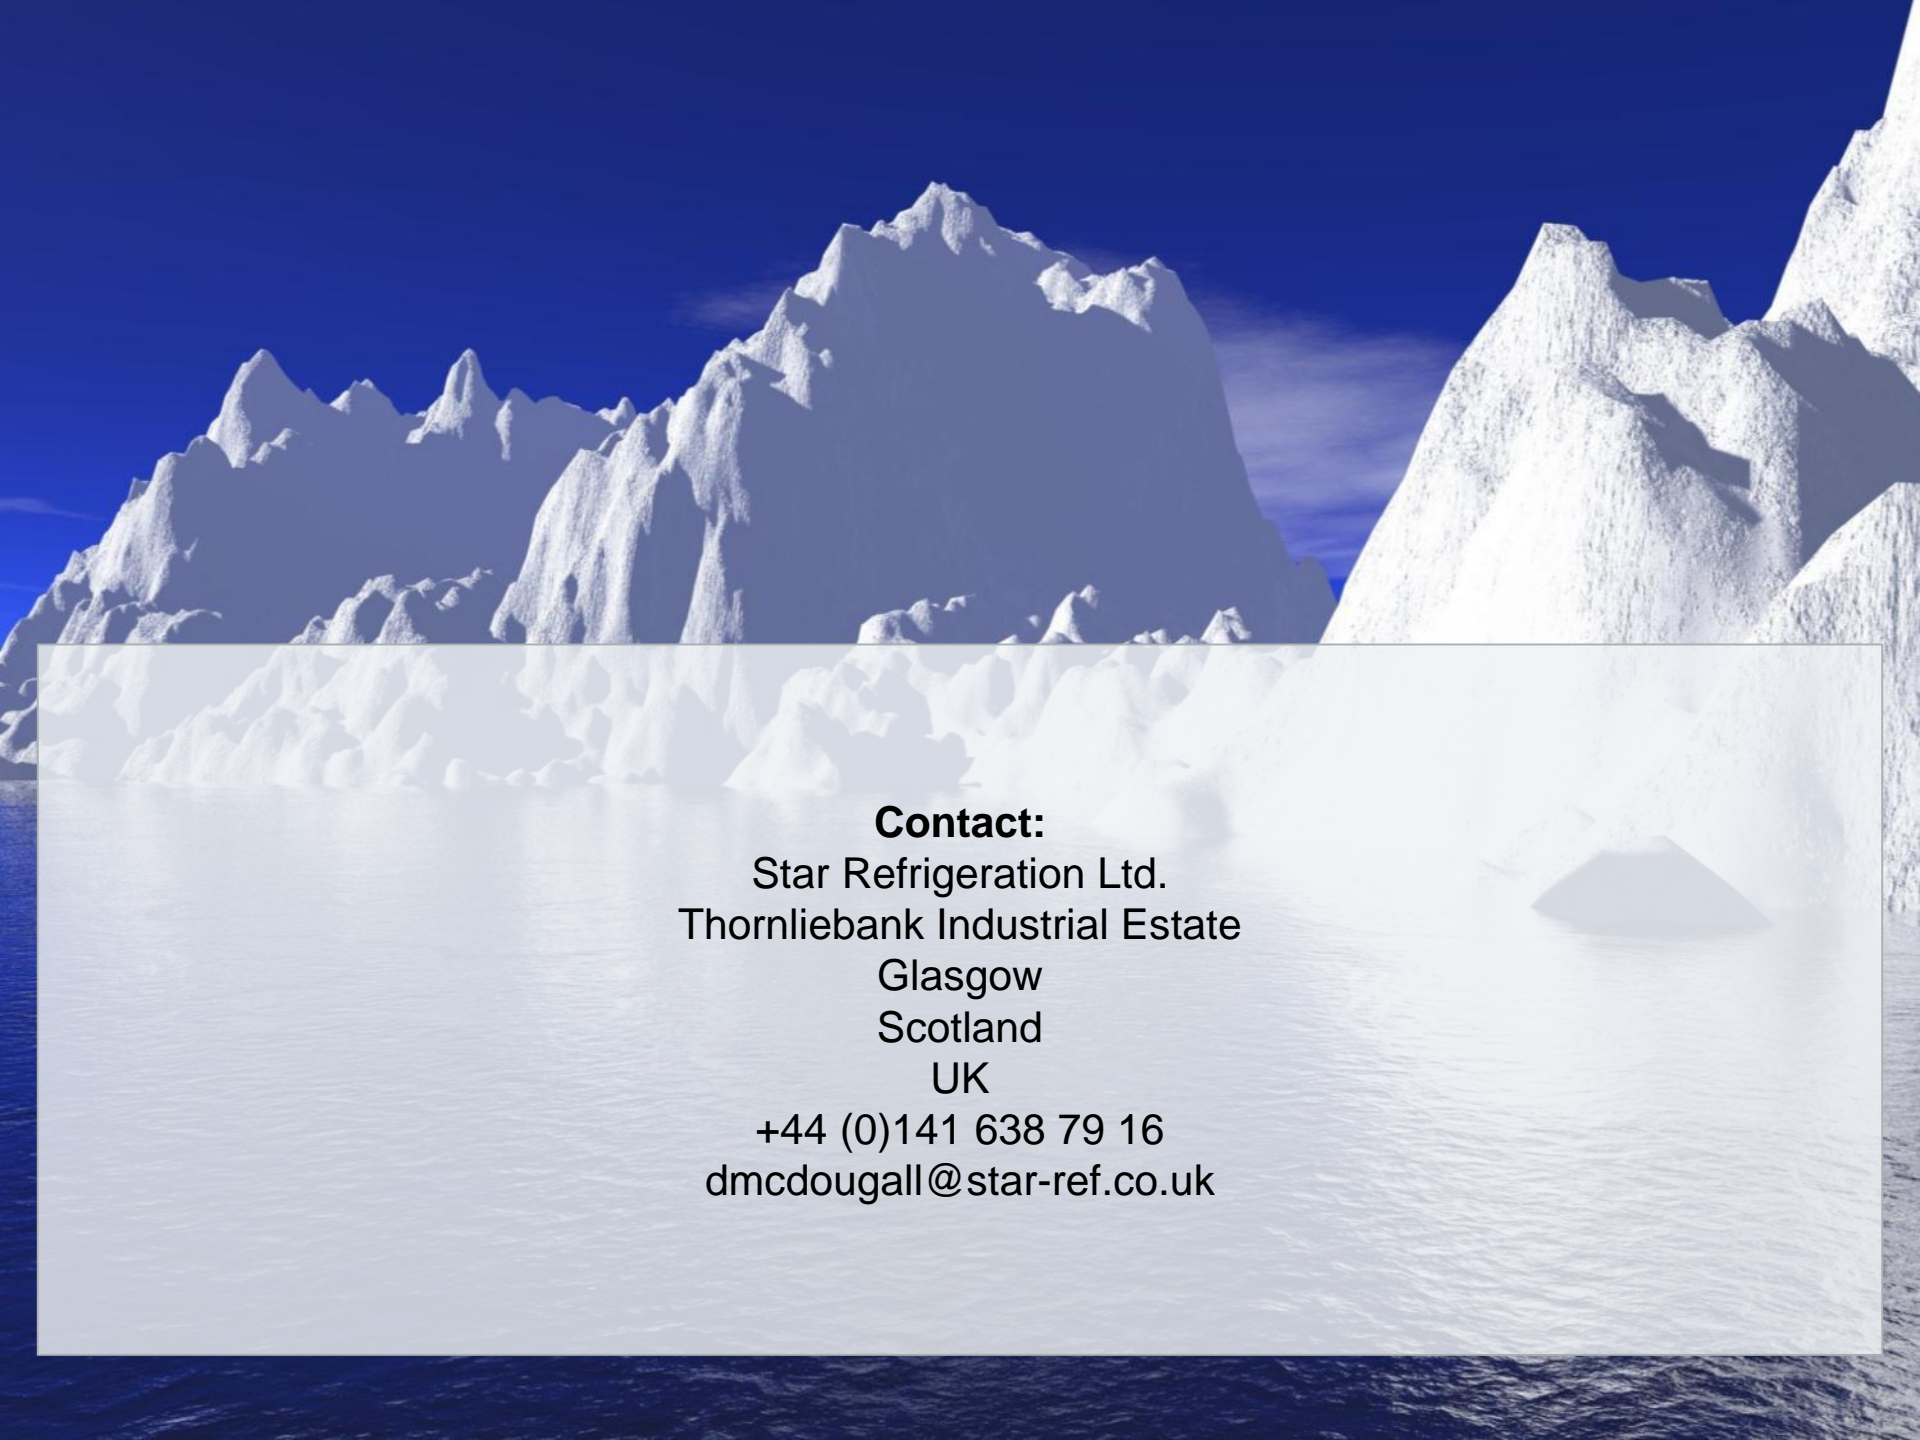 Contact:
Star Refrigeration Ltd.
Thornliebank Industrial Estate
Glasgow
Scotland
UK
+44 (0)141 638 79 16
dmcdougall@star-ref.co.uk